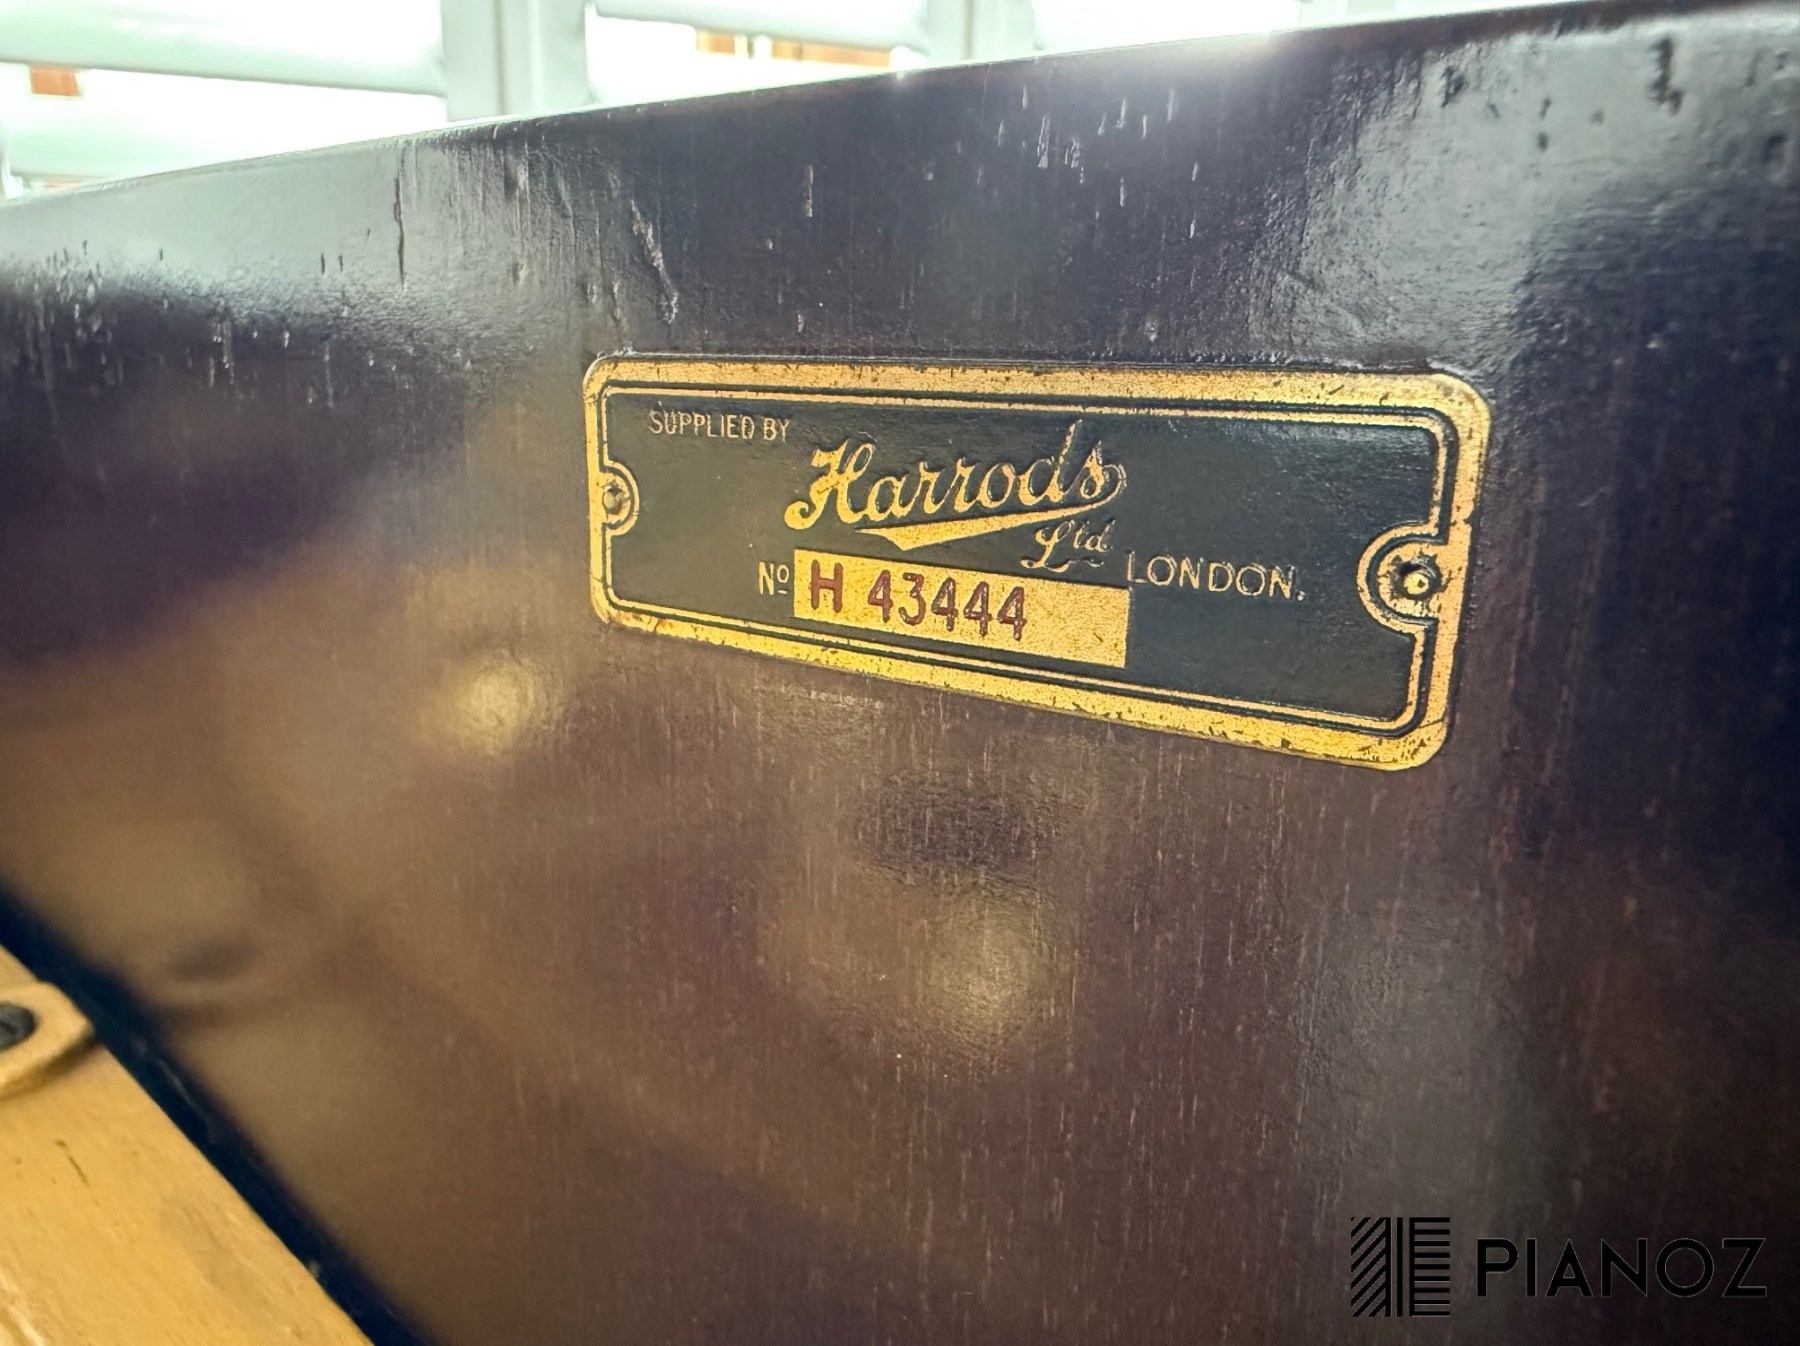 SUPPLIED BY
Harrods
Ltd LONDON.
Nº H 43444
PIANOZ